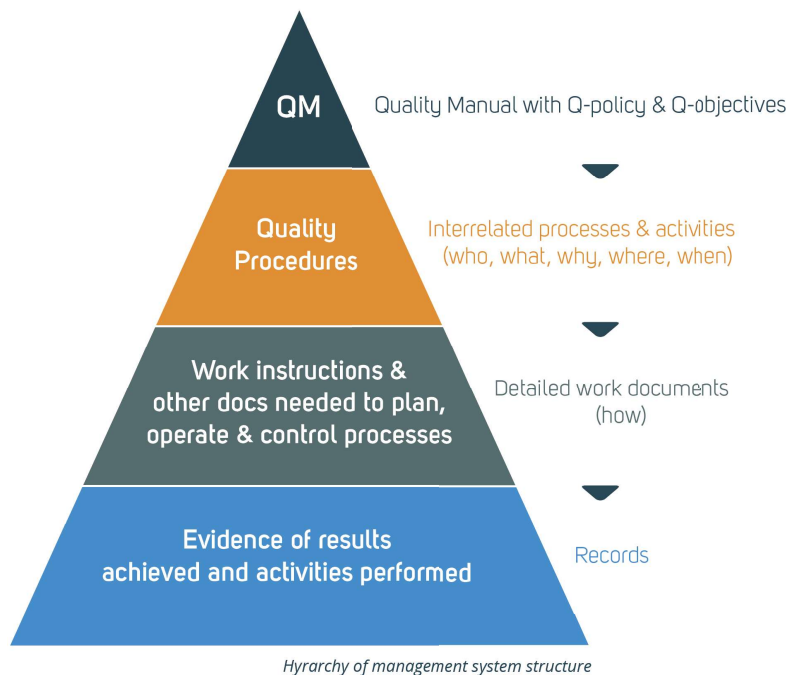 QM
Quality Manual with Q-policy & Q-objectives
Quality
Procedures
Interrelated processes & activities
(who, what, why, where, when)
Work instructions &
other docs needed to plan,
operate & control processes
Detailed work documents
(how)
Evidence of results
achieved and activities performed
Records
Hyrarchy of management system structure